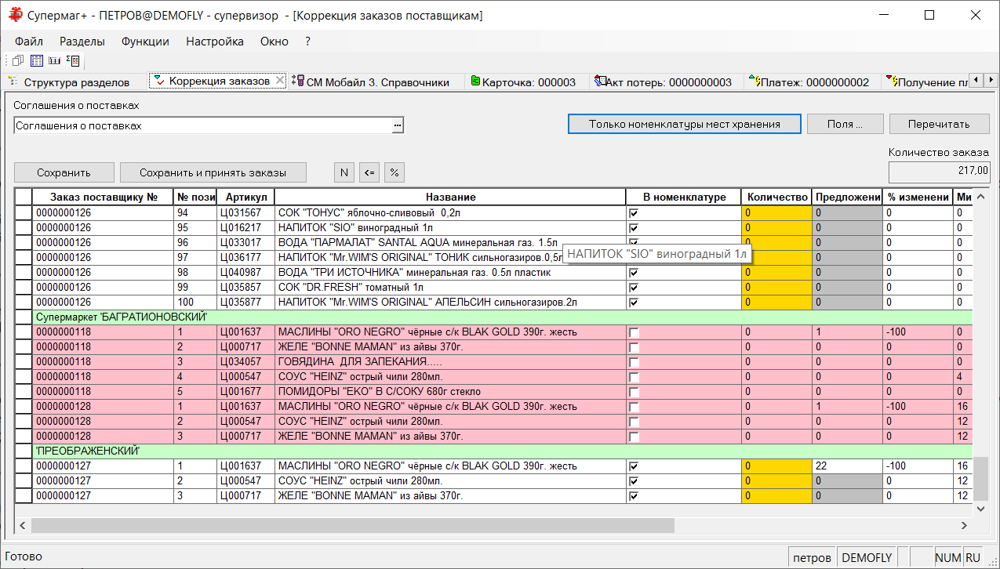 Супермаг+ - ПЕТРОВ@DEMOFLY - супервизор - [Коррекция заказов поставщикам]
Файл Разделы Функции Настройка Окно ?
Структура разделов Коррекция заказов СМ Мобайл 3. Справочники Карточка: 000003 Акт потерь: 0000000003 Платеж: 0000000002 Получение пл
Соглашения о поставках
Соглашения о поставках ... Только номенклатуры мест хранения Поля ... Перечитать
Количество заказа
Сохранить Сохранить и принять заказы N <= % 217,00
Заказ поставщику № № пози Артикул Название В номенклатуре Количество Предложени % изменени Ми
0000000126 94 Ц031567 СОК "ТОНУС" яблочно-сливовый 0,2л 0 0 0 0
0000000126 95 Ц016217 НАПИТОК "SIO" виноградный 1л 0 0 0 0
0000000126 96 Ц033017 ВОДА "ПАРМАЛАТ" SANTAL AQUA минеральная газ. 1.5л 0 0 0 0
0000000126 97 Ц036177 НАПИТОК "Mr.WIM'S ORIGINAL" ТОНИК сильногазиров.0,5л НАПИТОК "SIO" виноградный 1л 0 0 0
0000000126 98 Ц040987 ВОДА "ТРИ ИСТОЧНИКА" минеральная газ. 0.5л пластик 0 0 0 0
0000000126 99 Ц035857 СОК "DR.FRESH" томатный 1л 0 0 0 0
0000000126 100 Ц035877 НАПИТОК "Mr.WIM'S ORIGINAL" АПЕЛЬСИН сильногазиров.2л 0 0 0 0
Супермаркет 'БАГРАТИОНОВСКИЙ'
0000000118 1 Ц001637 МАСЛИНЫ "ORO NEGRO" чёрные с/к BLAK GOLD 390г. жесть 0 1 -100 0
0000000118 2 Ц000717 ЖЕЛЕ "BONNE MAMAN" из айвы 370г. 0 0 0 0
0000000118 3 Ц034057 ГОВЯДИНА ДЛЯ ЗАПЕКАНИЯ..... 0 0 0 0
0000000118 4 Ц000547 СОУС "HEINZ" острый чили 280мл. 0 0 0 4
0000000118 5 Ц001677 ПОМИДОРЫ "EKO" В С/СОКУ 680г стекло 0 0 0 0
0000000128 1 Ц001637 МАСЛИНЫ "ORO NEGRO" чёрные с/к BLAK GOLD 390г. жесть 0 1 -100 16
0000000128 2 Ц000547 СОУС "HEINZ" острый чили 280мл. 0 0 0 12
0000000128 3 Ц000717 ЖЕЛЕ "BONNE MAMAN" из айвы 370г. 0 0 0 12
'ПРЕОБРАЖЕНСКИЙ'
0000000127 1 Ц001637 МАСЛИНЫ "ORO NEGRO" чёрные с/к BLAK GOLD 390г. жесть 0 22 -100 16
0000000127 2 Ц000547 СОУС "HEINZ" острый чили 280мл. 0 0 0 12
0000000127 3 Ц000717 ЖЕЛЕ "BONNE MAMAN" из айвы 370г. 0 0 0 12
Готово петров DEMOFLY NUM RU